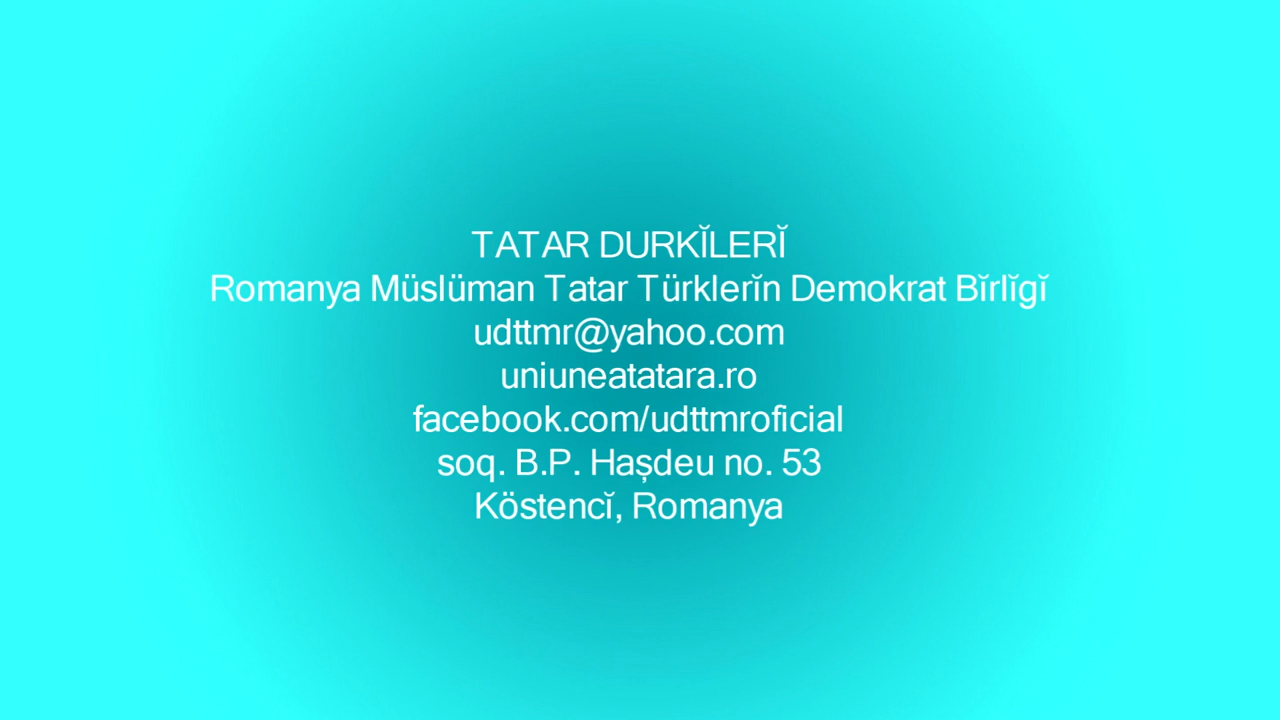 TATAR DURKĬLERĬ
Romanya Müslüman Tatar Türklerĭn Demokrat Bĭrlĭgĭ
udttmr@yahoo.com
uniuneatatara.ro
facebook.com/udttmroficial
soq. B.P. Hașdeu no. 53
Köstencĭ, Romanya